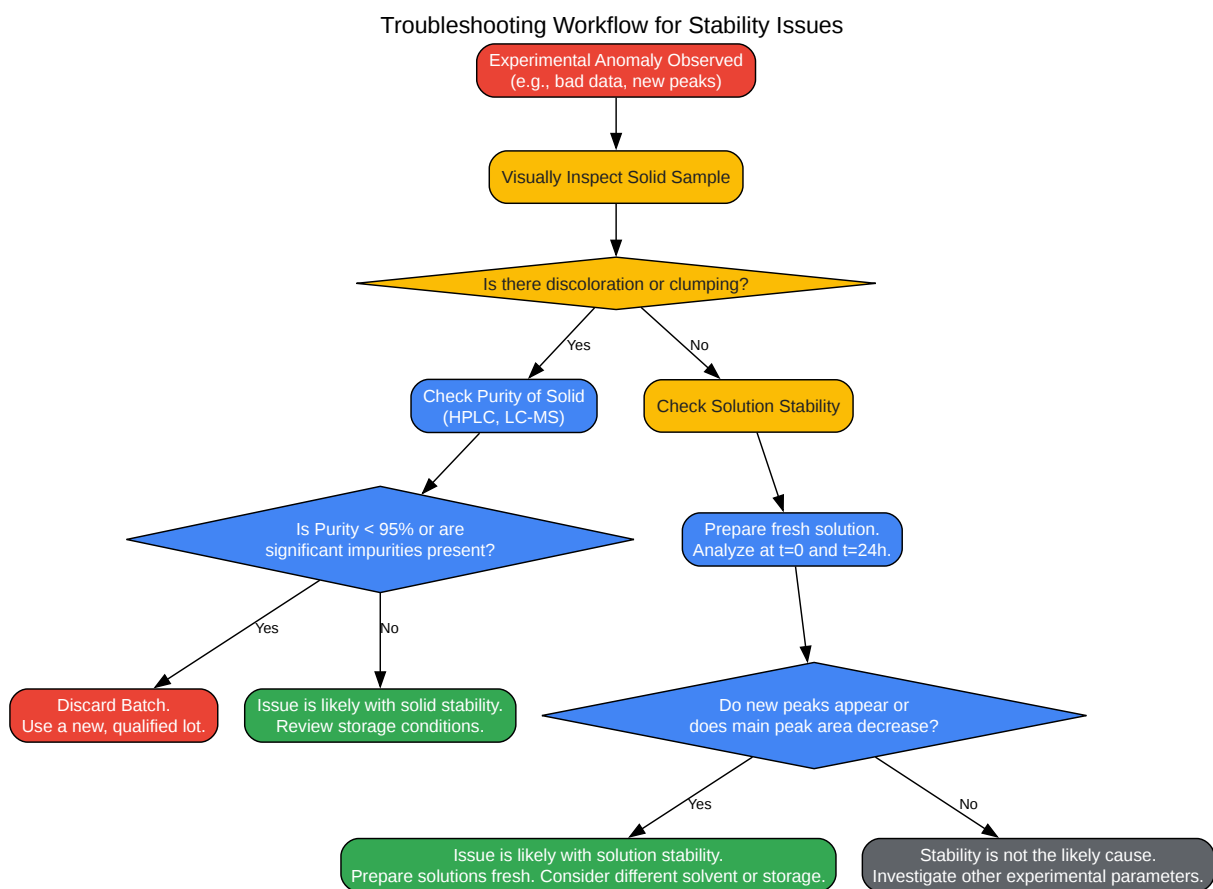 Troubleshooting Workflow for Stability Issues
Experimental Anomaly Observed
(e.g., bad data, new peaks)
Visually Inspect Solid Sample
Is there discoloration or clumping?
Yes
No
Check Purity of Solid
(HPLC, LC-MS)
Check Solution Stability
Is Purity < 95% or are
significant impurities present?
Prepare fresh solution.
Analyze at t=0 and t=24h.
Yes
No
Discard Batch.
Use a new, qualified lot.
Issue is likely with solid stability.
Review storage conditions.
Do new peaks appear or
does main peak area decrease?
Yes
No
Issue is likely with solution stability.
Prepare solutions fresh. Consider different solvent or storage.
Stability is not the likely cause.
Investigate other experimental parameters.